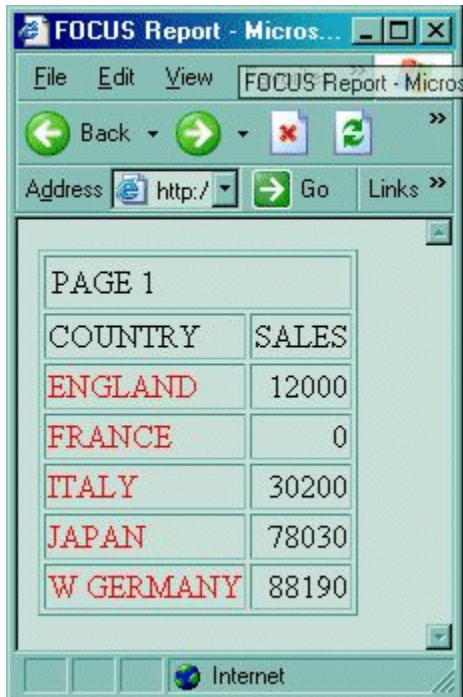 FOCUS Report - Micros...
File Edit View »
FOCUS Report - Micros
Back »
Address http:/ Go Links »
PAGE 1
COUNTRY SALES
ENGLAND 12000
FRANCE 0
ITALY 30200
JAPAN 78030
W GERMANY 88190
Internet